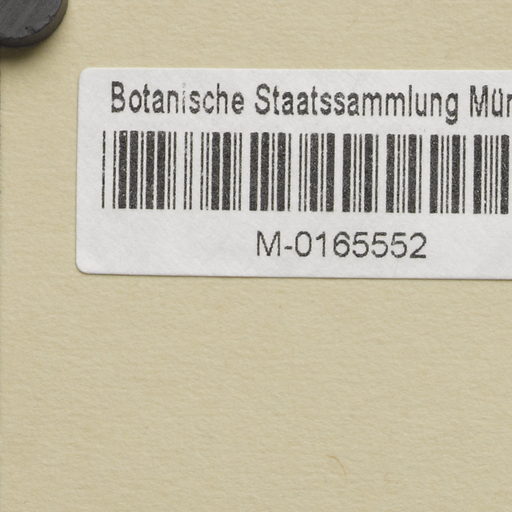 Botanische Staatssammlung Mün
M-0165552